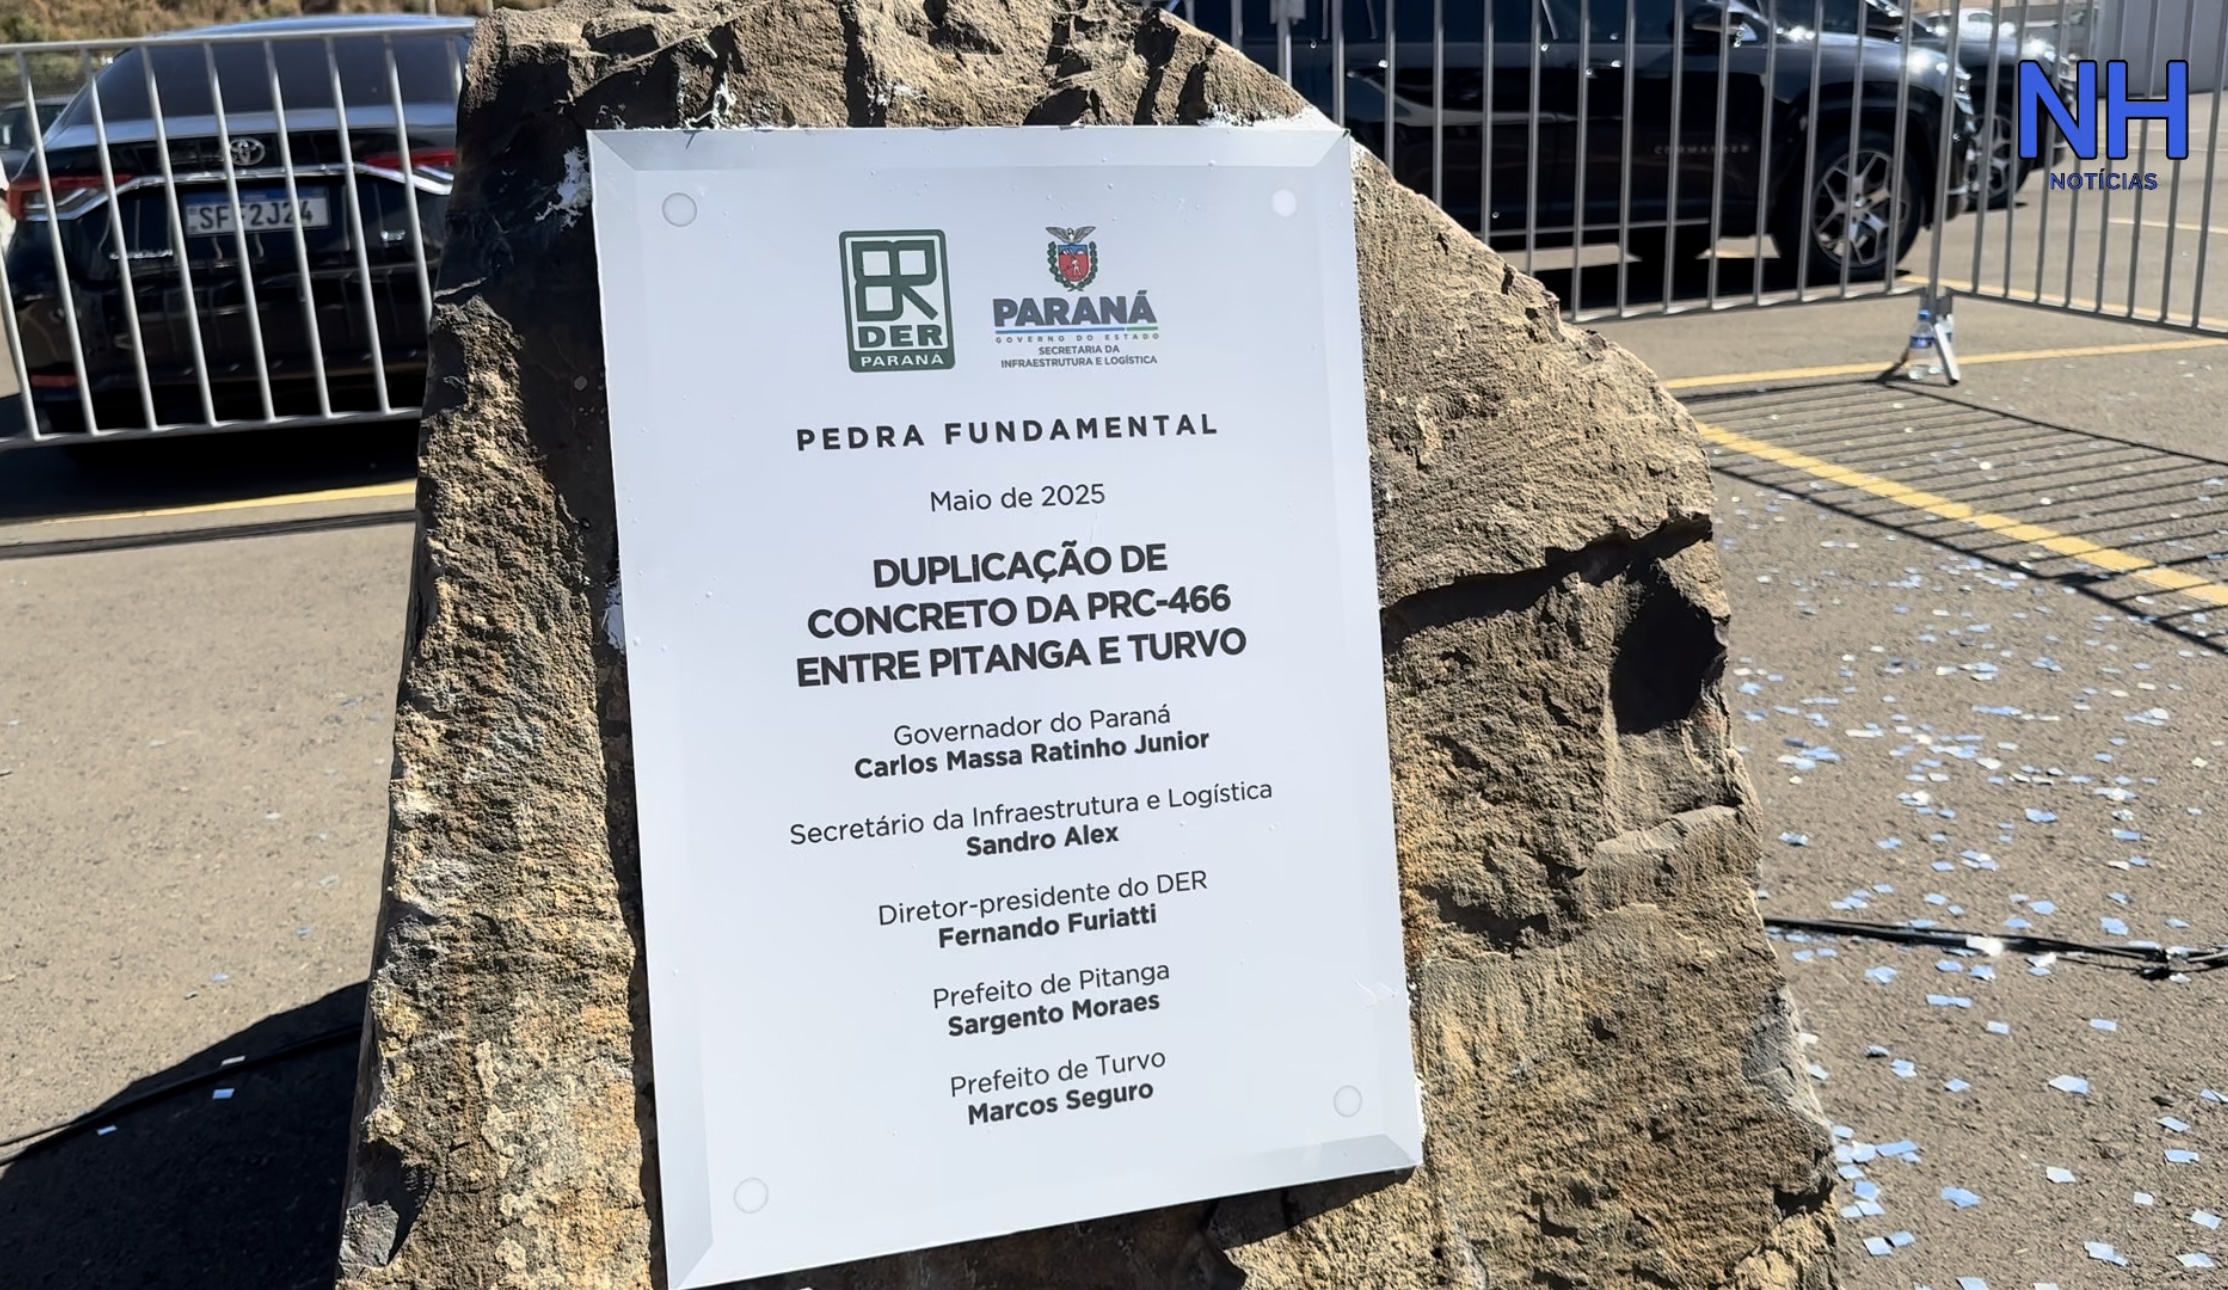 NH
NOTÍCIAS
DER
PARANÁ
PARANÁ
GOVERNO DO ESTADO
SECRETARIA DA
INFRAESTRUTURA E LOGÍSTICA
PEDRA FUNDAMENTAL
Maio de 2025
DUPLICAÇÃO DE
CONCRETO DA PRC-466
ENTRE PITANGA E TURVO
Governador do Paraná
Carlos Massa Ratinho Junior
Secretário da Infraestrutura e Logística
Sandro Alex
Diretor-presidente do DER
Fernando Furiatti
Prefeito de Pitanga
Sargento Moraes
Prefeito de Turvo
Marcos Seguro
COMMANDER